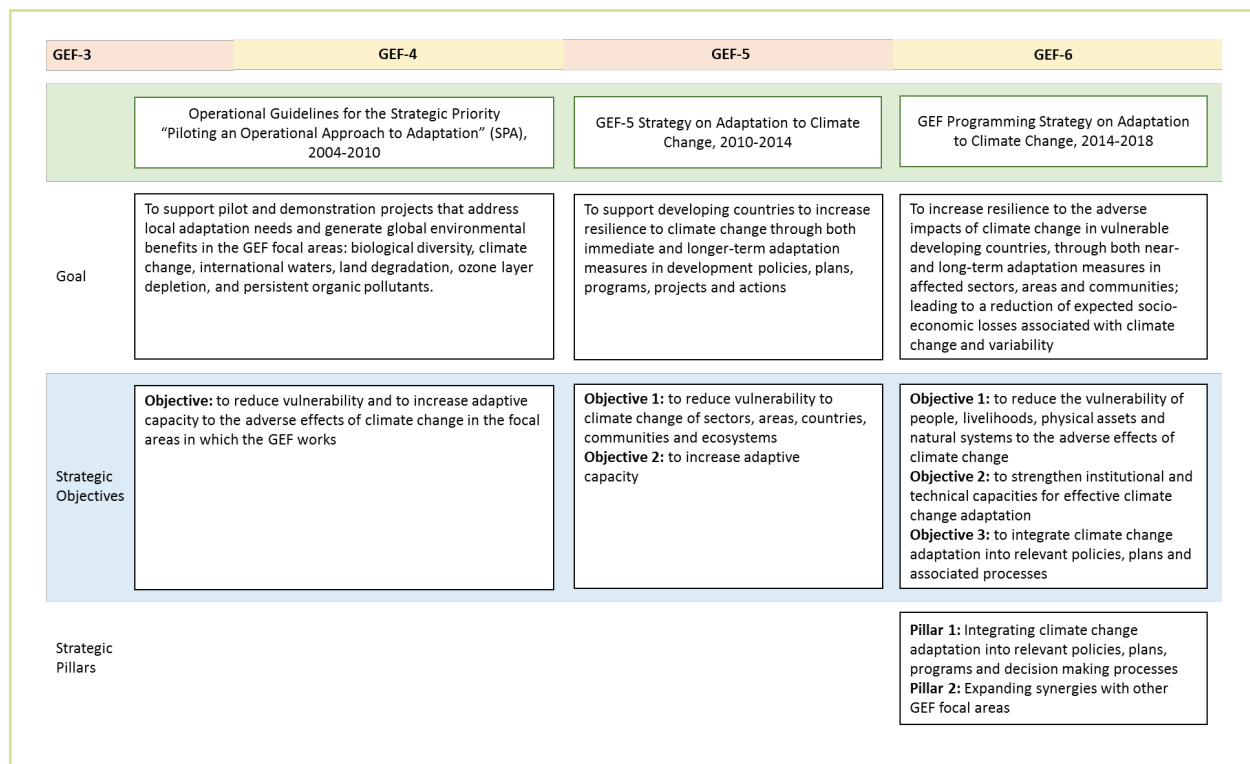 GEF-3
GEF-4
GEF-5
GEF-6
Operational Guidelines for the Strategic Priority
“Piloting an Operational Approach to Adaptation” (SPA),
2004-2010
GEF-5 Strategy on Adaptation to Climate
Change, 2010-2014
GEF Programming Strategy on Adaptation
to Climate Change, 2014-2018
Goal
To support pilot and demonstration projects that address
local adaptation needs and generate global environmental
benefits in the GEF focal areas: biological diversity, climate
change, international waters, land degradation, ozone layer
depletion, and persistent organic pollutants.
To support developing countries to increase
resilience to climate change through both
immediate and longer-term adaptation
measures in development policies, plans,
programs, projects and actions
To increase resilience to the adverse
impacts of climate change in vulnerable
developing countries, through both near-
and long-term adaptation measures in
affected sectors, areas and communities;
leading to a reduction of expected socio-
economic losses associated with climate
change and variability
Strategic
Objectives
Objective: to reduce vulnerability and to increase adaptive
capacity to the adverse effects of climate change in the focal
areas in which the GEF works
Objective 1: to reduce vulnerability to
climate change of sectors, areas, countries,
communities and ecosystems
Objective 2: to increase adaptive
capacity
Objective 1: to reduce the vulnerability of
people, livelihoods, physical assets and
natural systems to the adverse effects of
climate change
Objective 2: to strengthen institutional and
technical capacities for effective climate
change adaptation
Objective 3: to integrate climate change
adaptation into relevant policies, plans and
associated processes
Strategic
Pillars
Pillar 1: Integrating climate change
adaptation into relevant policies, plans,
programs and decision making processes
Pillar 2: Expanding synergies with other
GEF focal areas